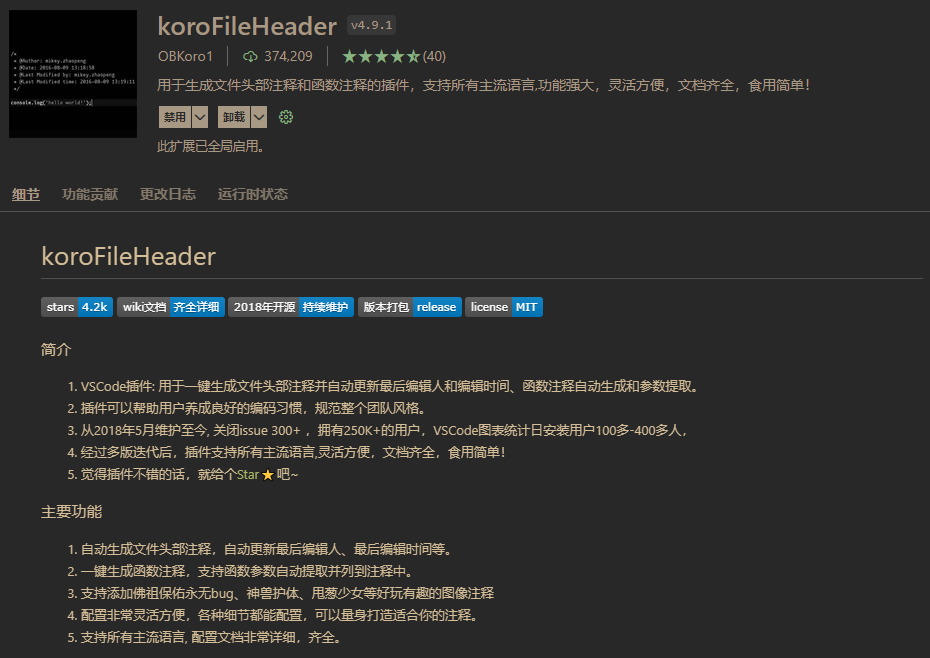 /*
* @Author: mikey.zhaopeng
* @Date: 2016-08-09 13:18:58
* @Last Modified by: mikey.zhaopeng
* @Last Modified time: 2016-08-09 13:19:11
*/
console.log('hello world!');
koroFileHeader v4.9.1
OBKoro1 374,209 (40)
用于生成文件头部注释和函数注释的插件，支持所有主流语言,功能强大，灵活方便，文档齐全，食用简单！
禁用 卸载
此扩展已全局启用。
细节 功能贡献 更改日志 运行时状态
koroFileHeader
stars 4.2k wiki文档 齐全详细 2018年开源 持续维护 版本打包 release license MIT
简介
1. VSCode插件: 用于一键生成文件头部注释并自动更新最后编辑人和编辑时间、函数注释自动生成和参数提取。
2. 插件可以帮助用户养成良好的编码习惯，规范整个团队风格。
3. 从2018年5月维护至今, 关闭issue 300+ ，拥有250K+的用户，VSCode图表统计日安装用户100多-400多人，
4. 经过多版迭代后，插件支持所有主流语言,灵活方便，文档齐全，食用简单！
5. 觉得插件不错的话，就给个Star⭐️吧~
主要功能
1. 自动生成文件头部注释，自动更新最后编辑人、最后编辑时间等。
2. 一键生成函数注释，支持函数参数自动提取并列到注释中。
3. 支持添加佛祖保佑永无bug、神兽护体、甩葱少女等好玩有趣的图像注释
4. 配置非常灵活方便，各种细节都能配置，可以量身打造适合你的注释。
5. 支持所有主流语言, 配置文档非常详细，齐全。